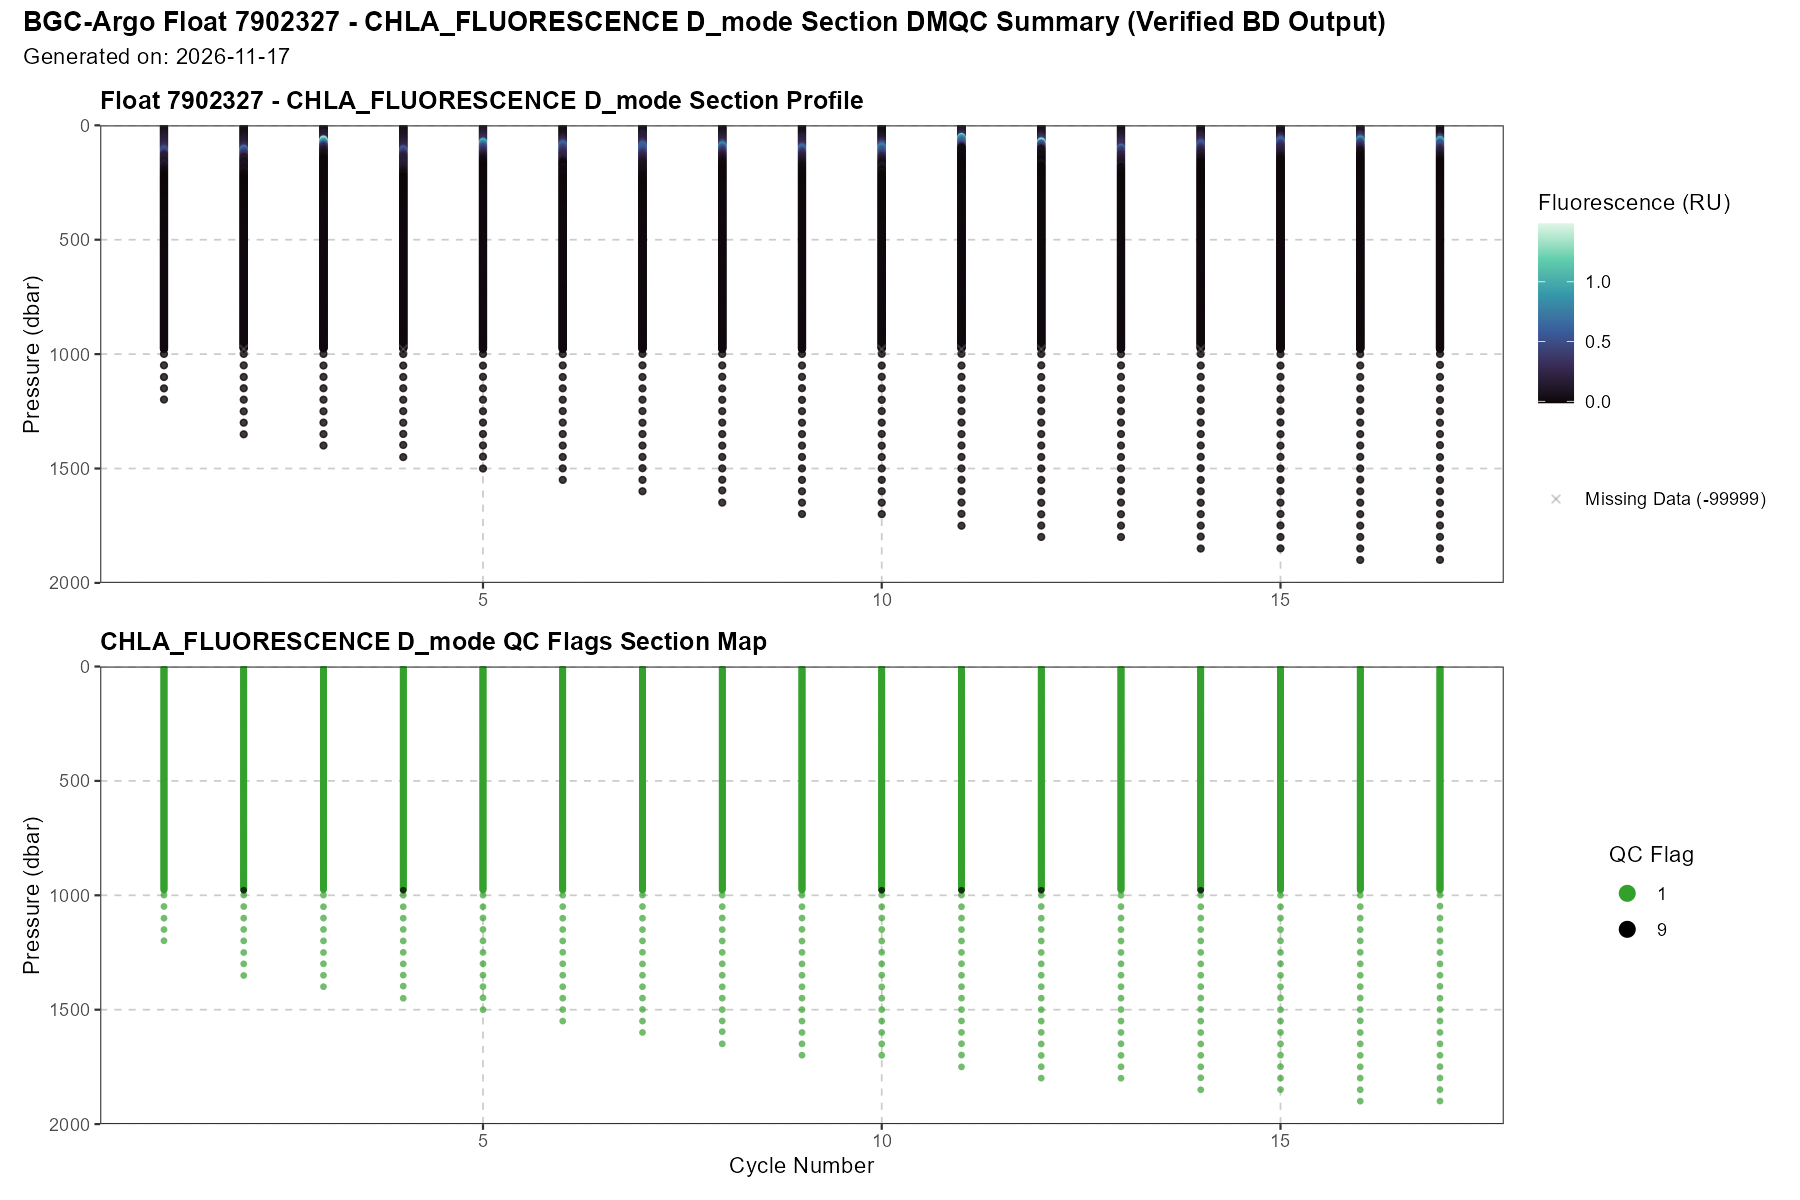 BGC-Argo Float 7902327 - CHLA_FLUORESCENCE D_mode Section DMQC Summary (Verified BD Output)
Generated on: 2026-11-17
Float 7902327 - CHLA_FLUORESCENCE D_mode Section Profile
Pressure (dbar)
0
500
1000
1500
2000
5
10
15
Fluorescence (RU)
1.0
0.5
0.0
Missing Data (-99999)
CHLA_FLUORESCENCE D_mode QC Flags Section Map
Pressure (dbar)
0
500
1000
1500
2000
5
10
15
Cycle Number
QC Flag
1
9